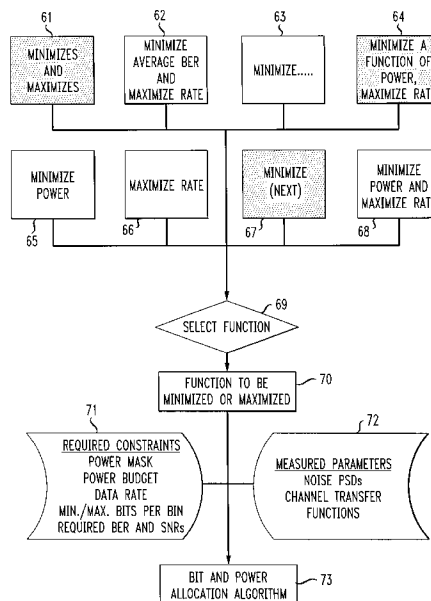 61
62
63
64
MINIMIZES
AND
MAXIMIZES
MINIMIZE
AVERAGE BER
AND
MAXIMIZE RATE
MINIMIZE.....
MINIMIZE A
FUNCTION OF
POWER,
MAXIMIZE RAT
MINIMIZE
POWER
MAXIMIZE RATE
MINIMIZE
(NEXT)
MINIMIZE
POWER AND
MAXIMIZE RAT
65
66
67
68
69
SELECT FUNCTION
70
FUNCTION TO BE
MINIMIZED OR MAXIMIZED
71
72
REQUIRED CONSTRAINTS
POWER MASK
POWER BUDGET
DATA RATE
MIN./MAX. BITS PER BIN
REQUIRED BER AND SNRs
MEASURED PARAMETERS
NOISE PSDs
CHANNEL TRANSFER
FUNCTIONS
BIT AND POWER
ALLOCATION ALGORITHM
73